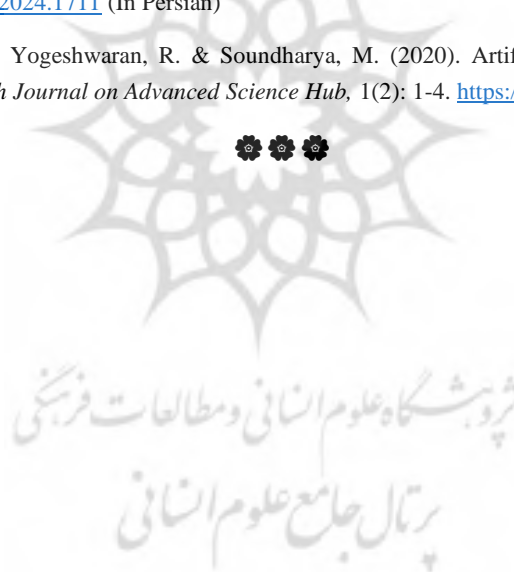 2024.1711 (In Persian)
Yogeshwaran, R. & Soundharya, M. (2020). Artif
h Journal on Advanced Science Hub, 1(2): 1-4. https:/
پژوهشگاه علوم انسانی و مطالعات فرهنگی
پرتال جامع علوم انسانی